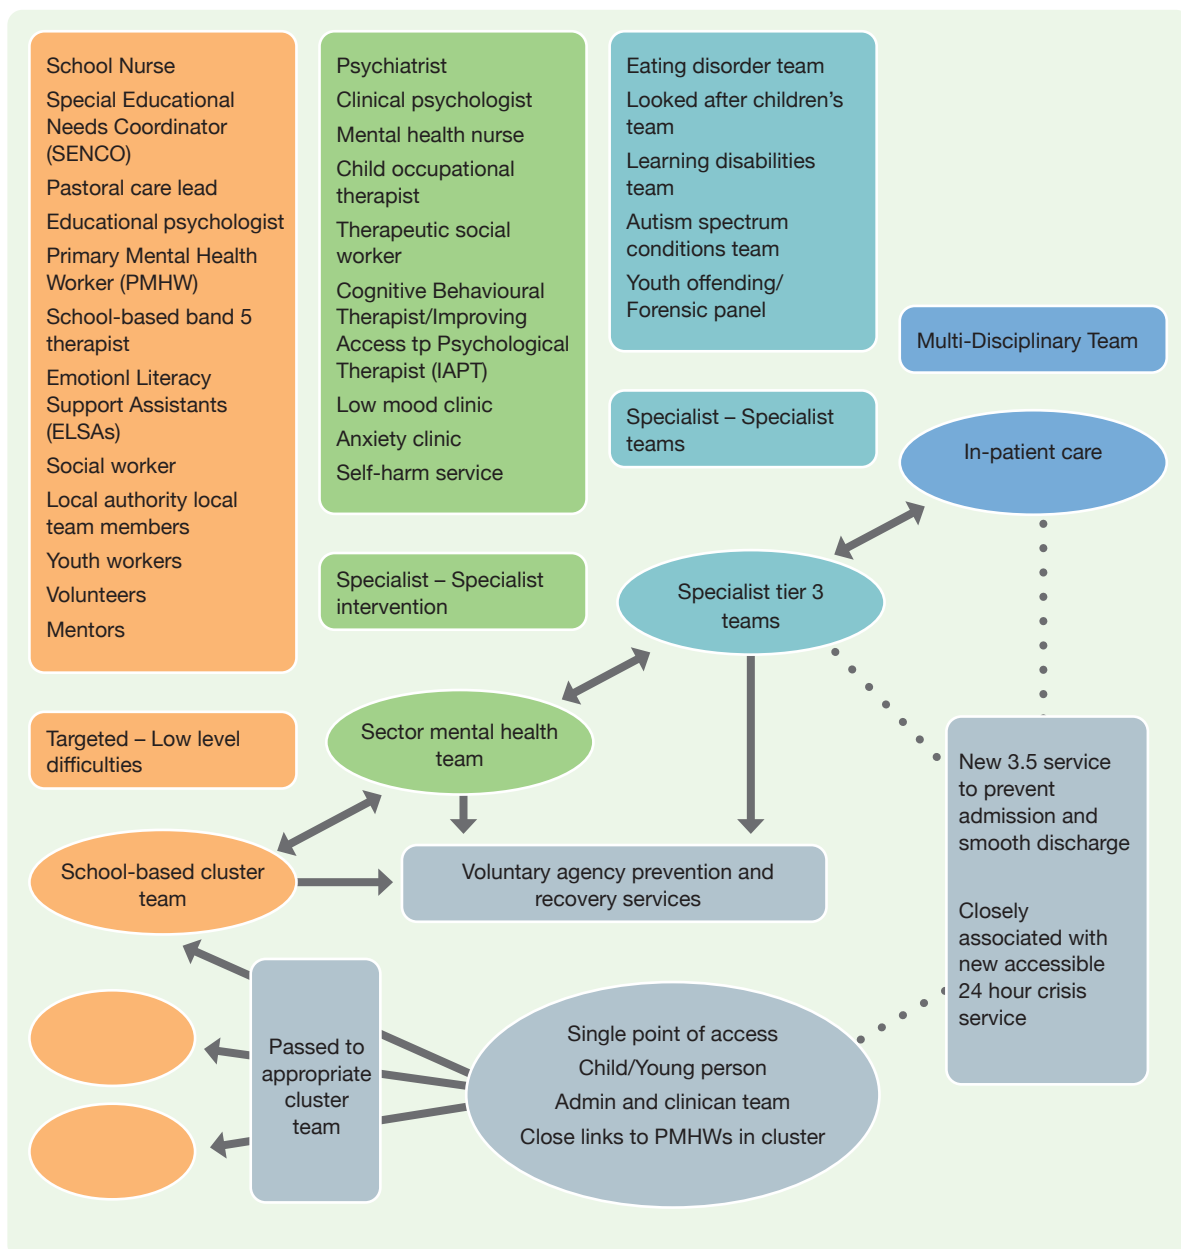 School Nurse
Special Educational
Needs Coordinator
(SENCO)
Pastoral care lead
Educational psychologist
Primary Mental Health
Worker (PMHW)
School-based band 5
therapist
Emotionl Literacy
Support Assistants
(ELSAs)
Social worker
Local authority local
team members
Youth workers
Volunteers
Mentors
Targeted – Low level
difficulties
School-based cluster
team
Psychiatrist
Clinical psychologist
Mental health nurse
Child occupational
therapist
Therapeutic social
worker
Cognitive Behavioural
Therapist/Improving
Access tp Psychological
Therapist (IAPT)
Low mood clinic
Anxiety clinic
Self-harm service
Specialist – Specialist
intervention
Sector mental health
team
Eating disorder team
Looked after children’s
team
Learning disabilities
team
Autism spectrum
conditions team
Youth offending/
Forensic panel
Specialist – Specialist
teams
Specialist tier 3
teams
Multi-Disciplinary Team
In-patient care
New 3.5 service
to prevent
admission and
smooth discharge
Closely
associated with
new accessible
24 hour crisis
service
Voluntary agency prevention and
recovery services
Passed to
appropriate
cluster
team
Single point of access
Child/Young person
Admin and clinican team
Close links to PMHWs in cluster